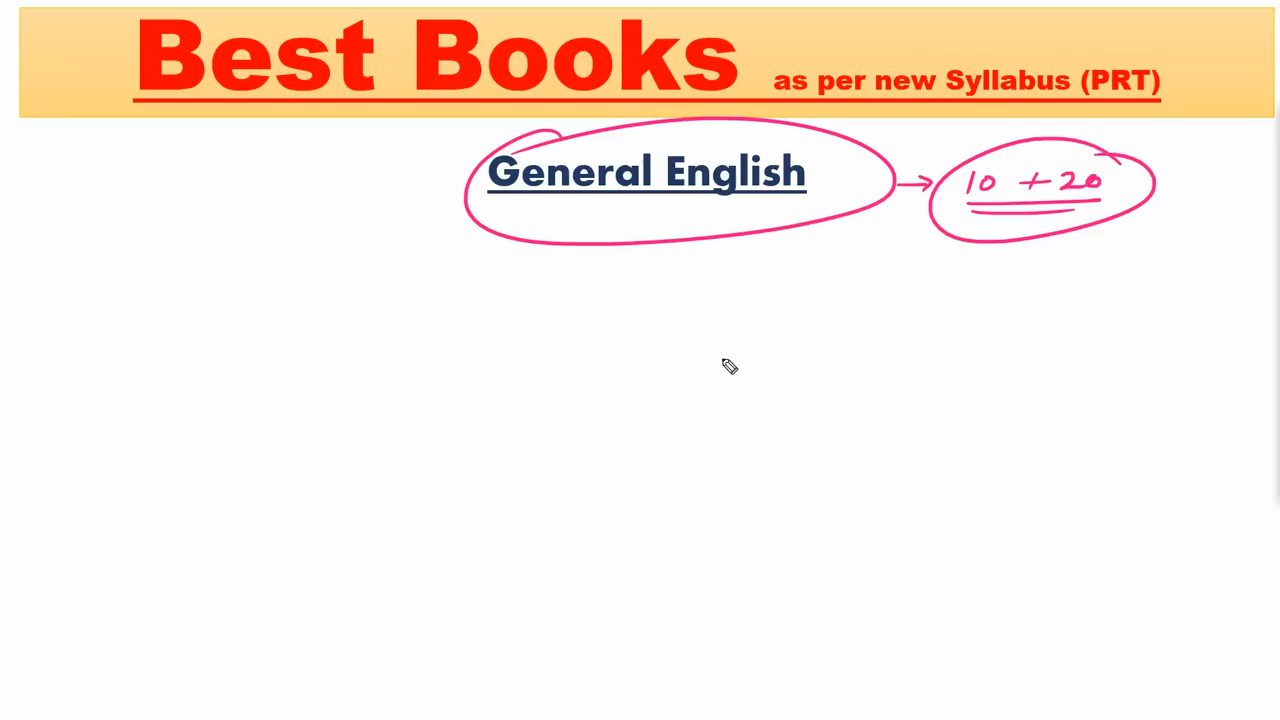 Best Books as per new Syllabus (PRT)
General English → 10 + 20